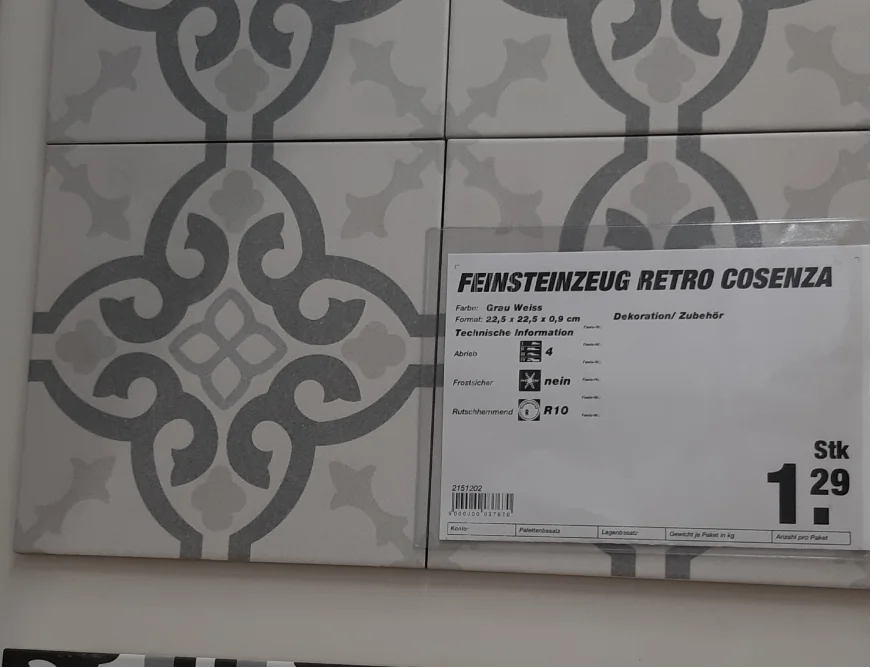 FEINSTEINZEUG RETRO COSENZA
Farbe: Grau Weiss
Format: 22,5 x 22,5 x 0,9 cm
Dekoration/ Zubehör
Technische Information
Abrieb 4
Frostsicher nein
Rutschhemmend R10
Stk
1.29
2151202
Kontor
Palettenbesatz
Lagenbesatz
Gewicht je Paket in kg
Anzahl pro Paket